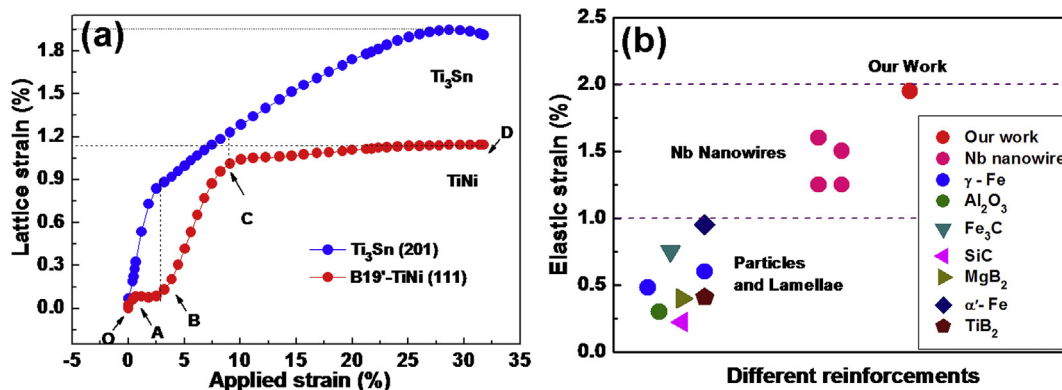 (a)
Lattice strain (%)
1.8
1.5
1.2
0.9
0.6
0.3
0.0
Ti₃Sn
TiNi
D
C
B
A
O
Ti₃Sn (201)
B19'-TiNi (111)
-5 0 5 10 15 20 25 30 35
Applied strain (%)
(b)
Elastic strain (%)
2.5
2.0
1.5
1.0
0.5
0.0
Our Work
Nb Nanowires
Particles
and Lamellae
Our work
Nb nanowire
γ - Fe
Al₂O₃
Fe₃C
SiC
MgB₂
α'- Fe
TiB₂
Different reinforcements